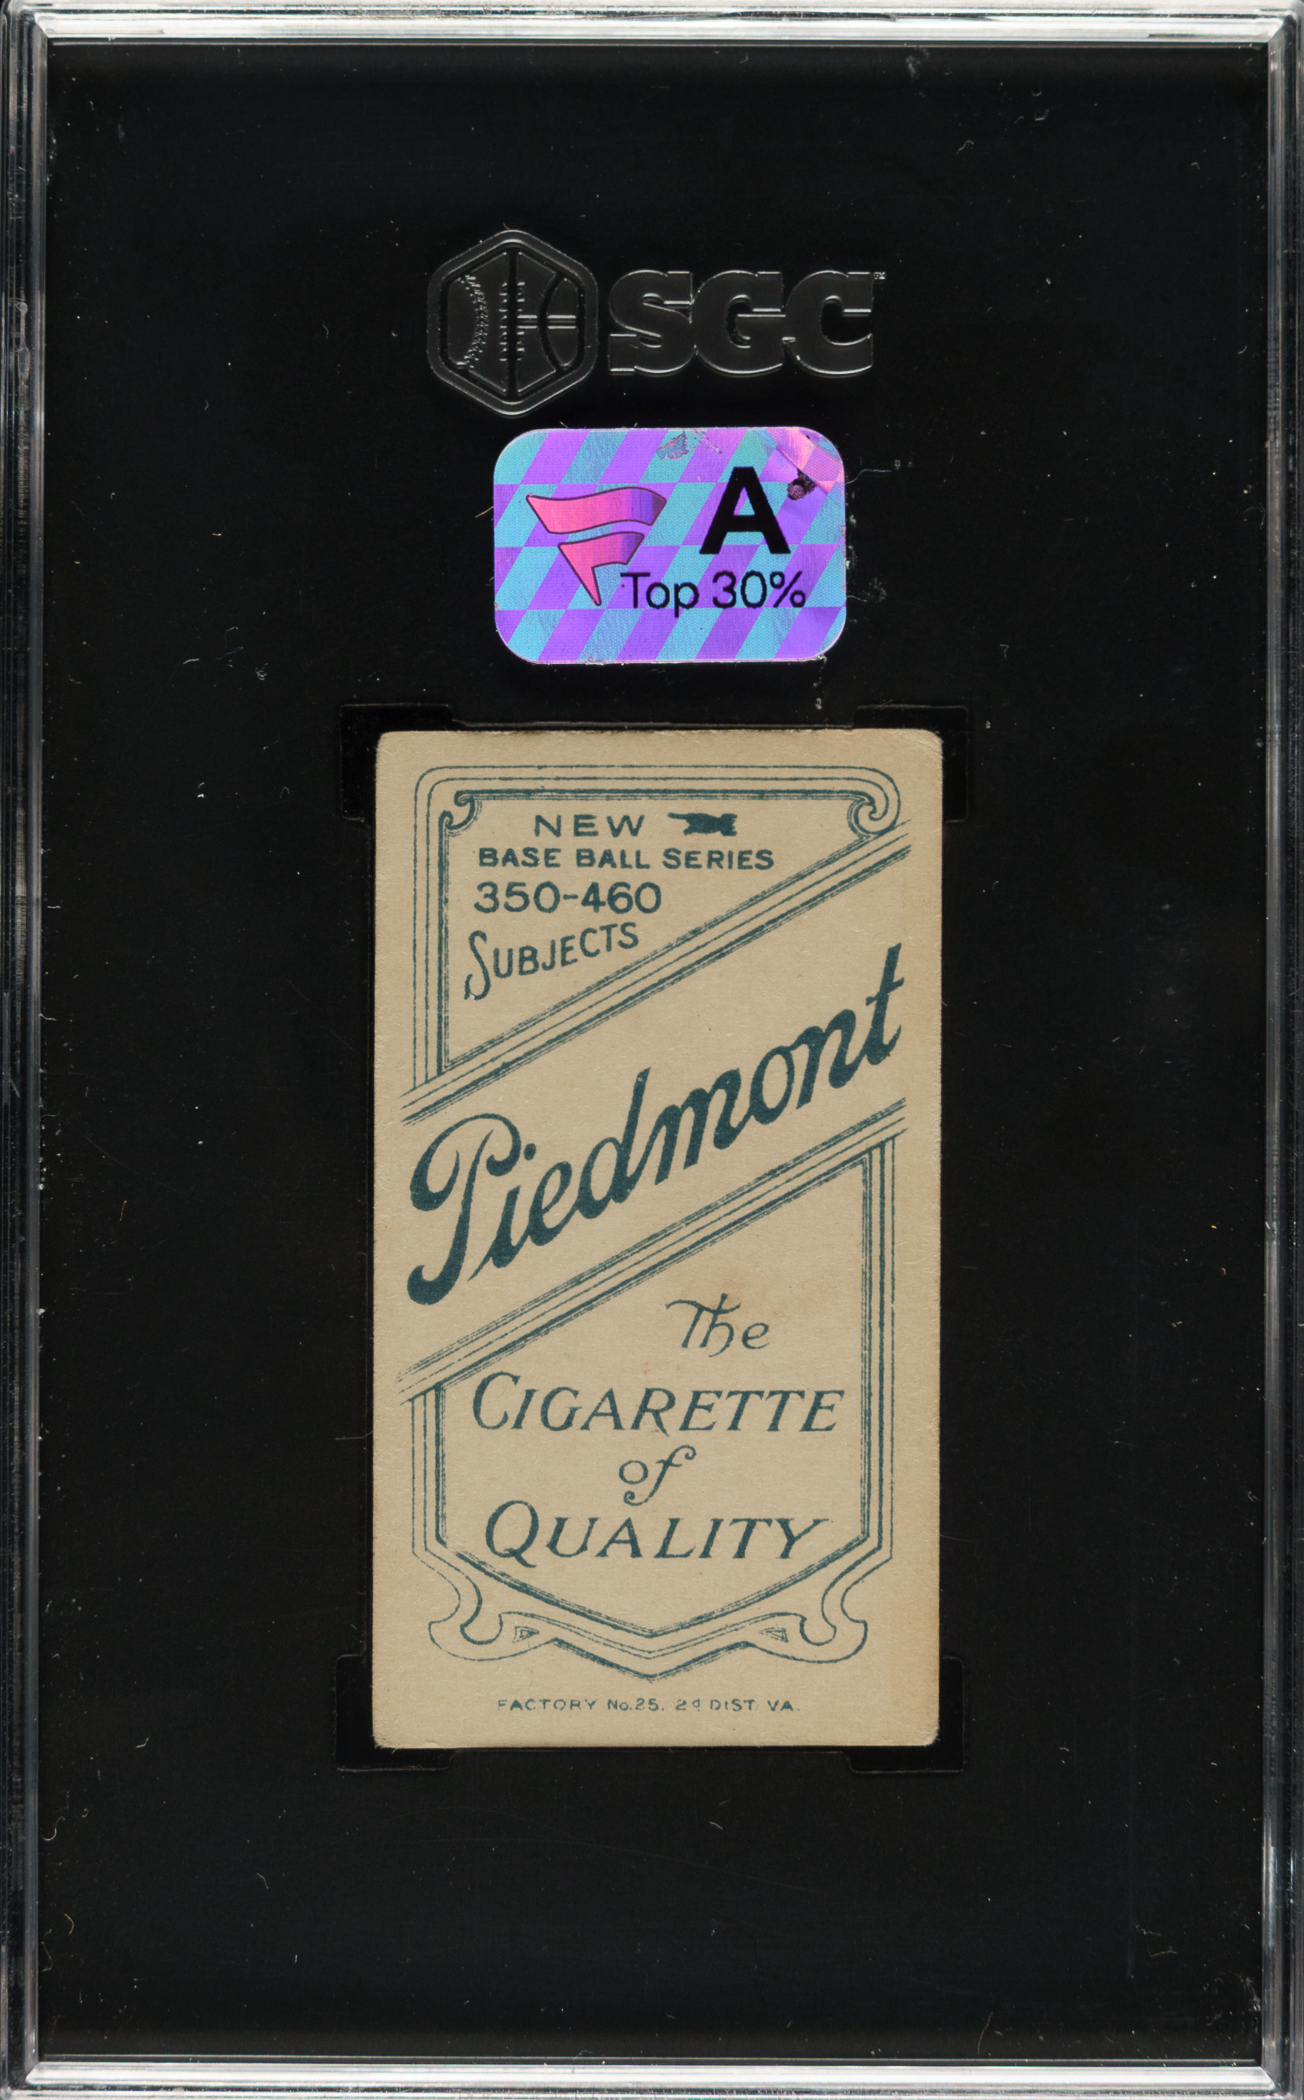 SGC
A
Top 30%
NEW
BASE BALL SERIES
350-460
SUBJECTS
Piedmont
The
CIGARETTE
of
QUALITY
FACTORY No.25. 2d DIST. VA.